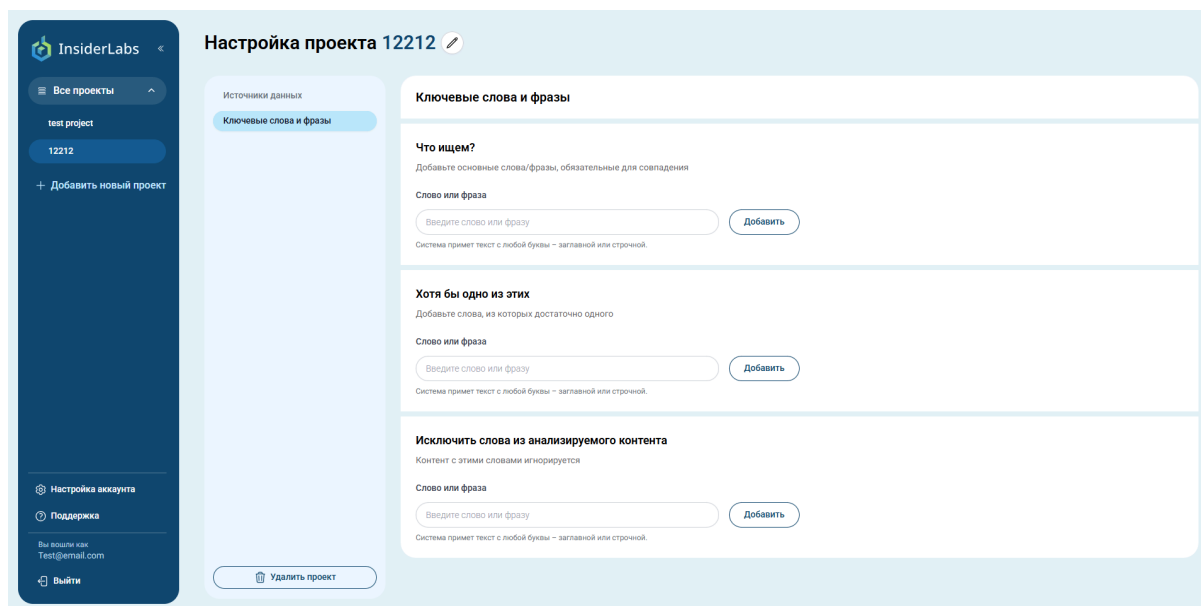 InsiderLabs «
Все проекты
test project
12212
+ Добавить новый проект
Настройка аккаунта
Поддержка
Вы вошли как
Test@email.com
Выйти
Настройка проекта 12212
Источники данных
Ключевые слова и фразы
Удалить проект
Ключевые слова и фразы
Что ищем?
Добавьте основные слова/фразы, обязательные для совпадения
Слово или фраза
Введите слово или фразу
Добавить
Система примет текст с любой буквы – заглавной или строчной.
Хотя бы одно из этих
Добавьте слова, из которых достаточно одного
Слово или фраза
Введите слово или фразу
Добавить
Система примет текст с любой буквы – заглавной или строчной.
Исключить слова из анализируемого контента
Контент с этими словами игнорируется
Слово или фраза
Введите слово или фразу
Добавить
Система примет текст с любой буквы – заглавной или строчной.